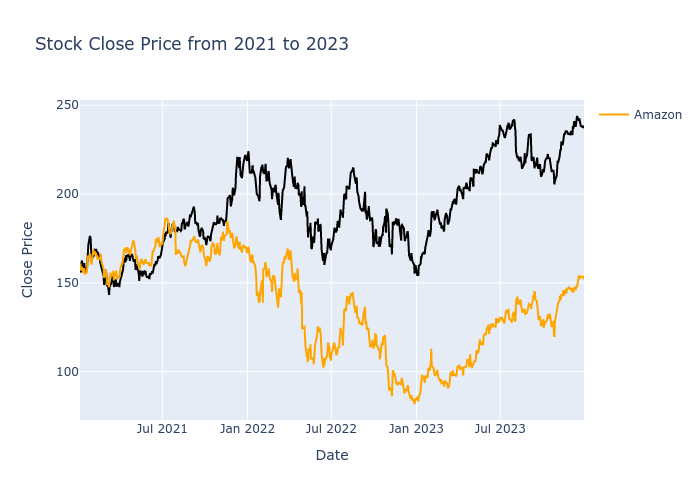 Stock Close Price from 2021 to 2023
Amazon
250
200
150
100
Close Price
Jul 2021
Jan 2022
Jul 2022
Jan 2023
Jul 2023
Date